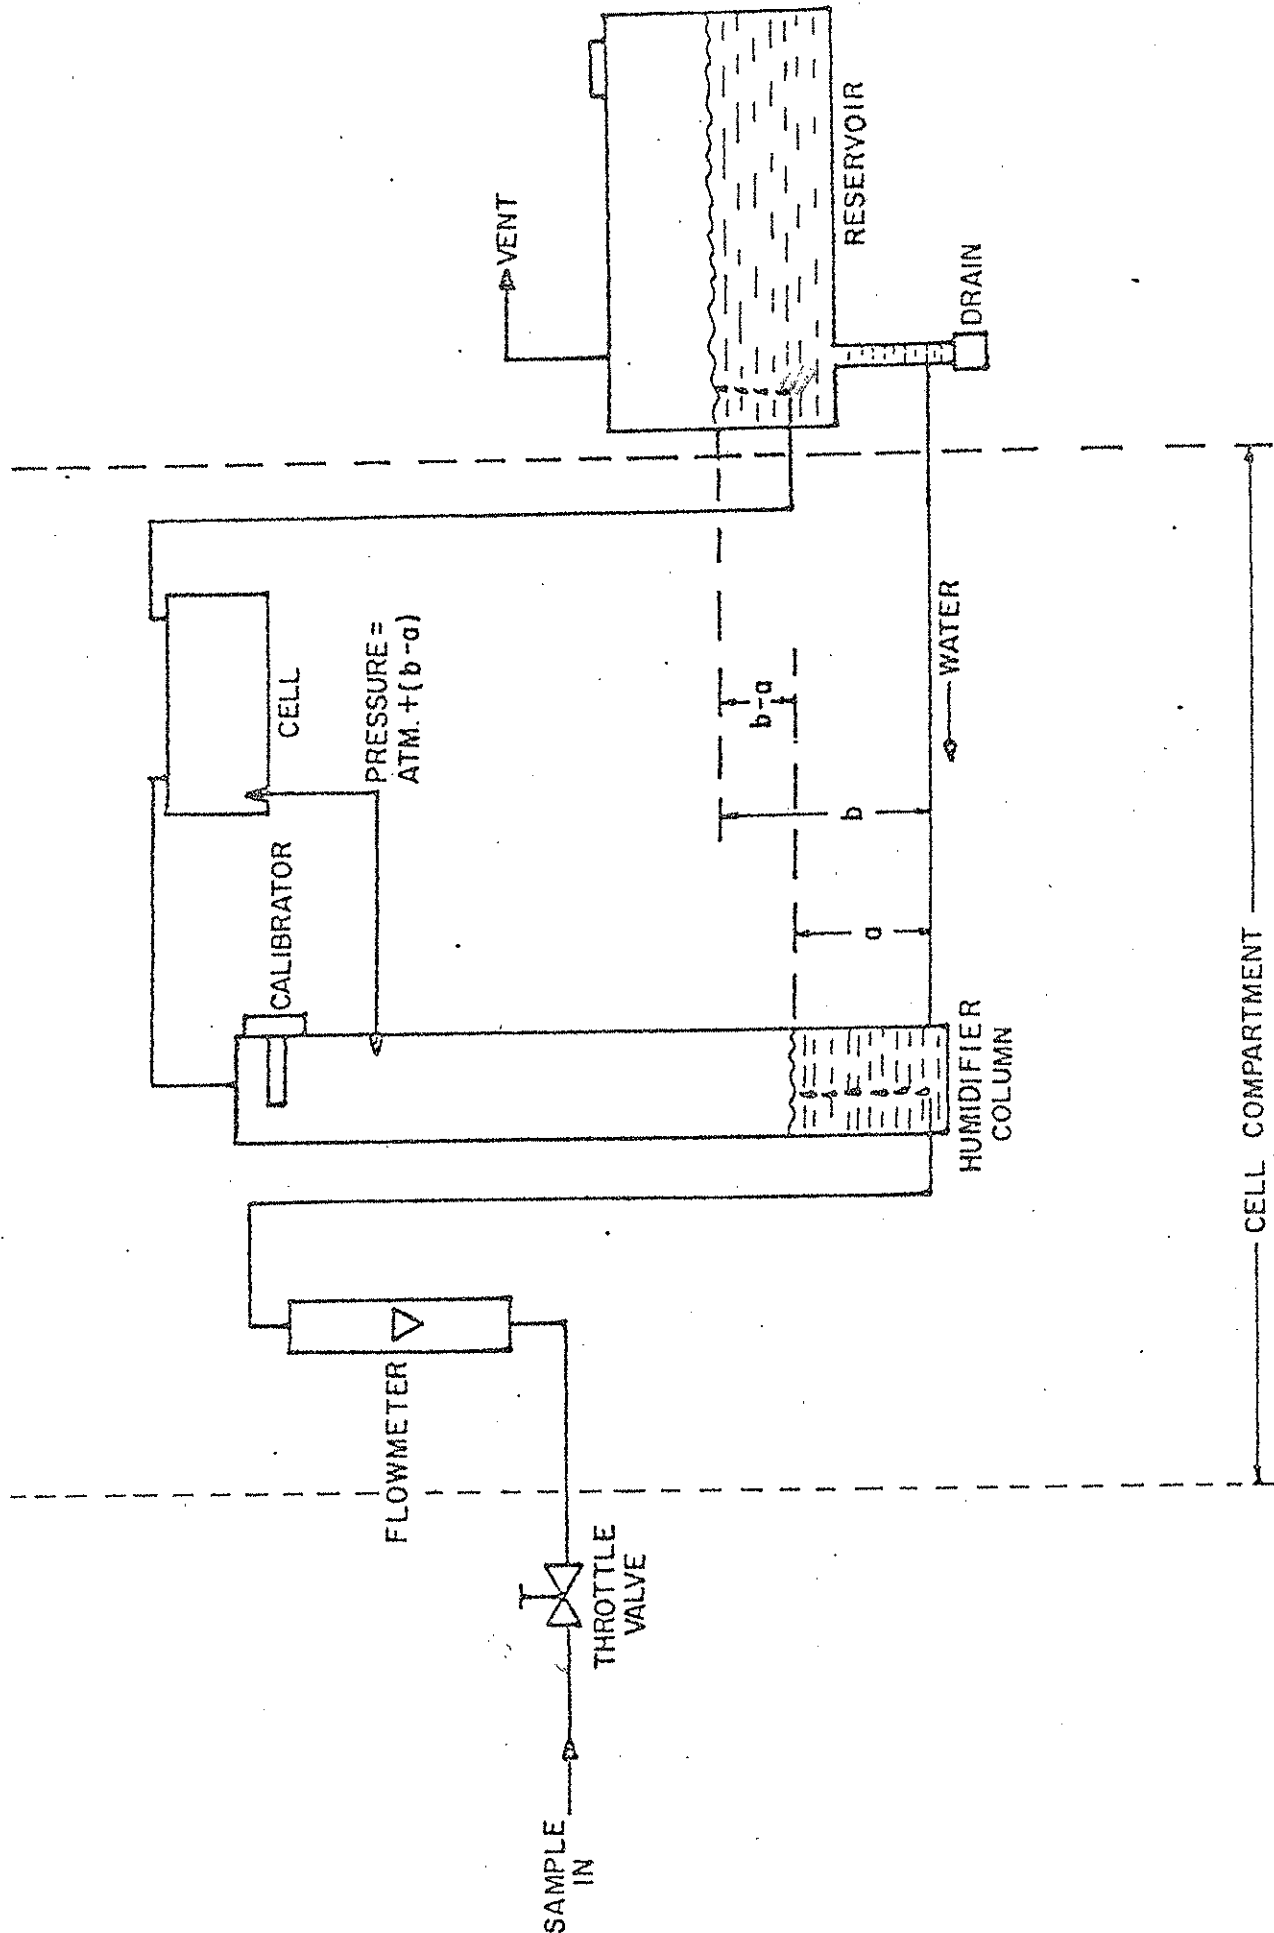 VENT
RESERVOIR
DRAIN
CELL
PRESSURE =
ATM. + (b-a)
CALIBRATOR
b-a
b
a
WATER
HUMIDIFIER
COLUMN
FLOWMETER
THROTTLE
VALVE
SAMPLE
IN
CELL COMPARTMENT